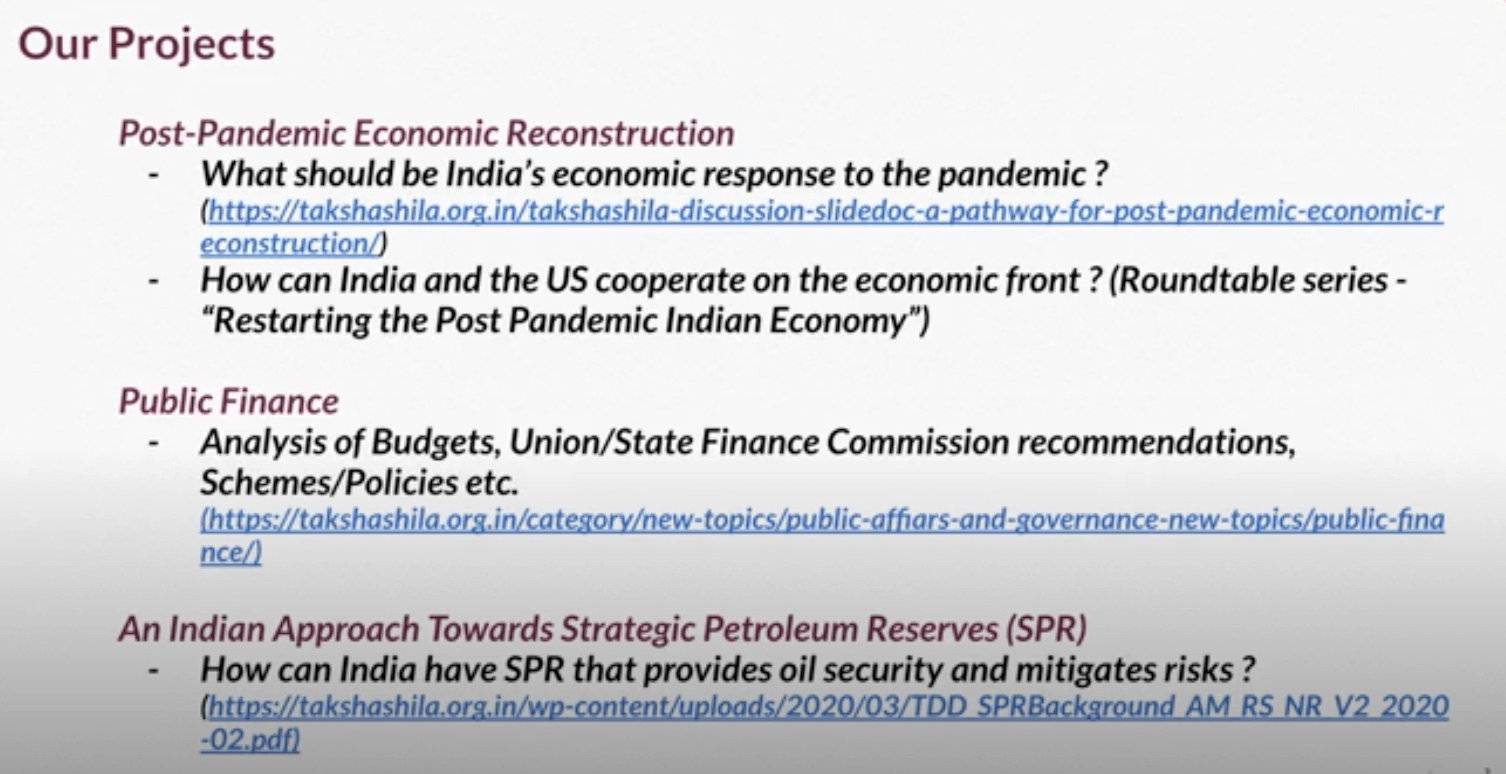 Our Projects
Post-Pandemic Economic Reconstruction
- What should be India's economic response to the pandemic ?
(https://takshashila.org.in/takshashila-discussion-slidedoc-a-pathway-for-post-pandemic-economic-r
econstruction/)
- How can India and the US cooperate on the economic front ? (Roundtable series -
“Restarting the Post Pandemic Indian Economy”)
Public Finance
- Analysis of Budgets, Union/State Finance Commission recommendations,
Schemes/Policies etc.
(https://takshashila.org.in/category/new-topics/public-affiars-and-governance-new-topics/public-fina
nce/)
An Indian Approach Towards Strategic Petroleum Reserves (SPR)
- How can India have SPR that provides oil security and mitigates risks ?
(https://takshashila.org.in/wp-content/uploads/2020/03/TDD_SPRBackground_AM_RS_NR_V2_2020
-02.pdf)